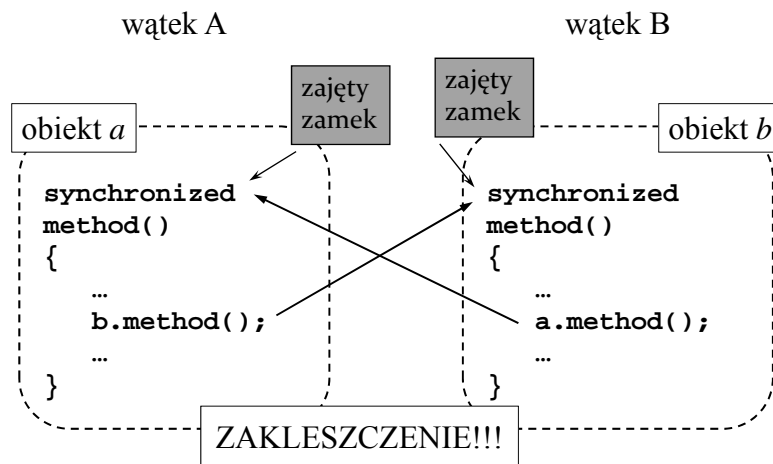 wątek A
wątek B
zajęty
zamek
zajęty
zamek
obiekt a
obiekt b
synchronized
method()
{
…
b.method();
…
}
synchronized
method()
{
…
a.method();
…
}
ZAKLESZCZENIE!!!